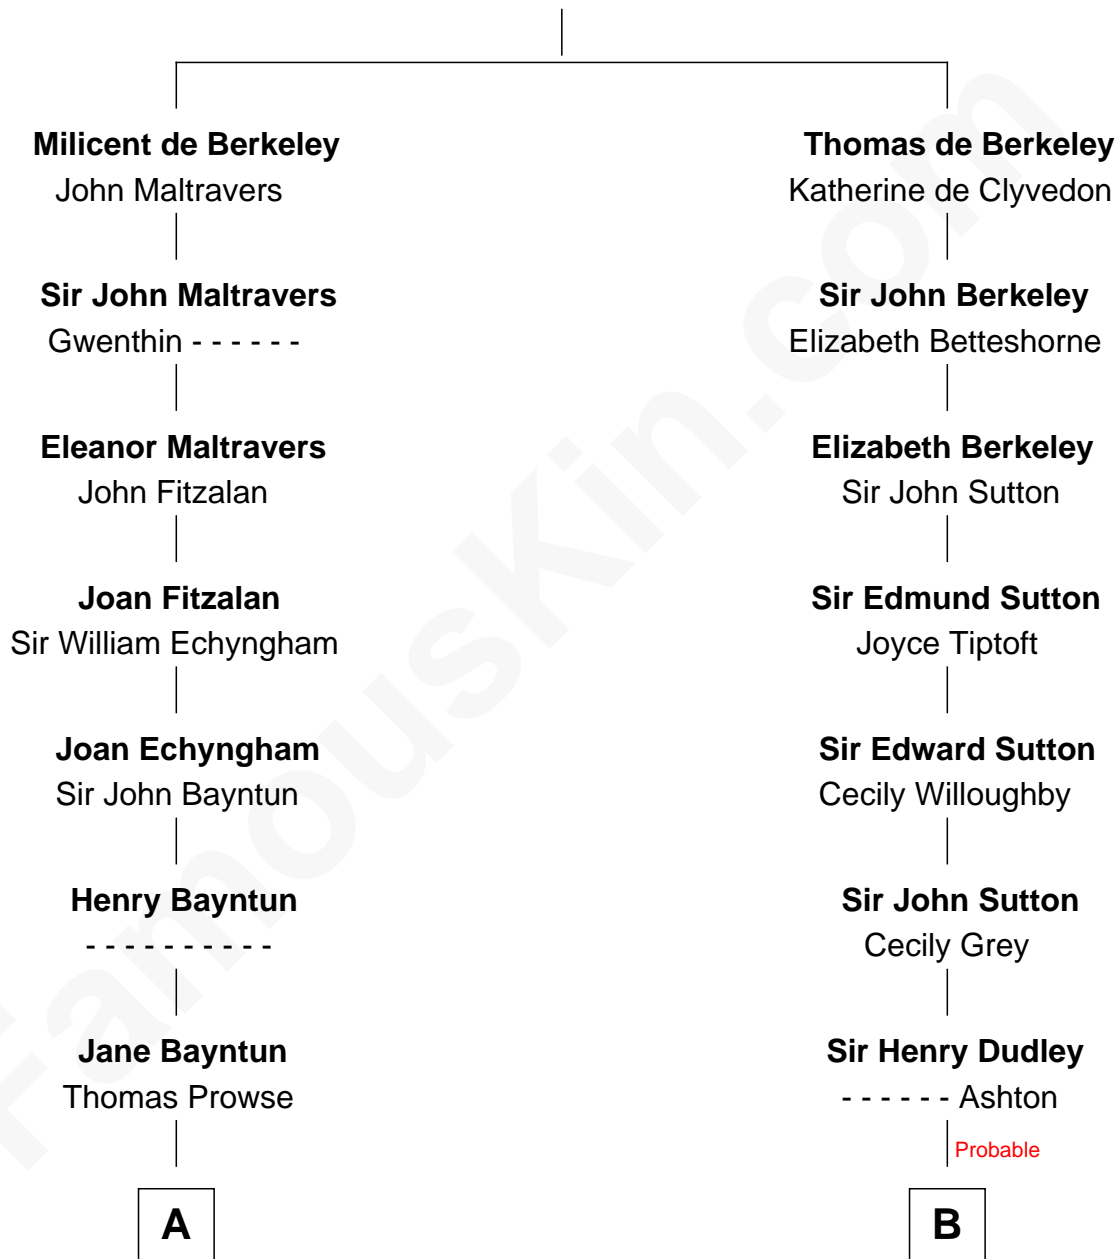 Milicent de Berkeley
John Maltravers
Sir John Maltravers
Gwenthin - - - - - -
Eleanor Maltravers
John Fitzalan
Joan Fitzalan
Sir William Echyngham
Joan Echyngham
Sir John Bayntun
Henry Bayntun
- - - - - - - - - -
Jane Bayntun
Thomas Prowse
A
Thomas de Berkeley
Katherine de Clyvedon
Sir John Berkeley
Elizabeth Betteshorne
Elizabeth Berkeley
Sir John Sutton
Sir Edmund Sutton
Joyce Tiptoft
Sir Edward Sutton
Cecily Willoughby
Sir John Sutton
Cecily Grey
Sir Henry Dudley
- - - - - - Ashton
Probable
B
FamousKin.com